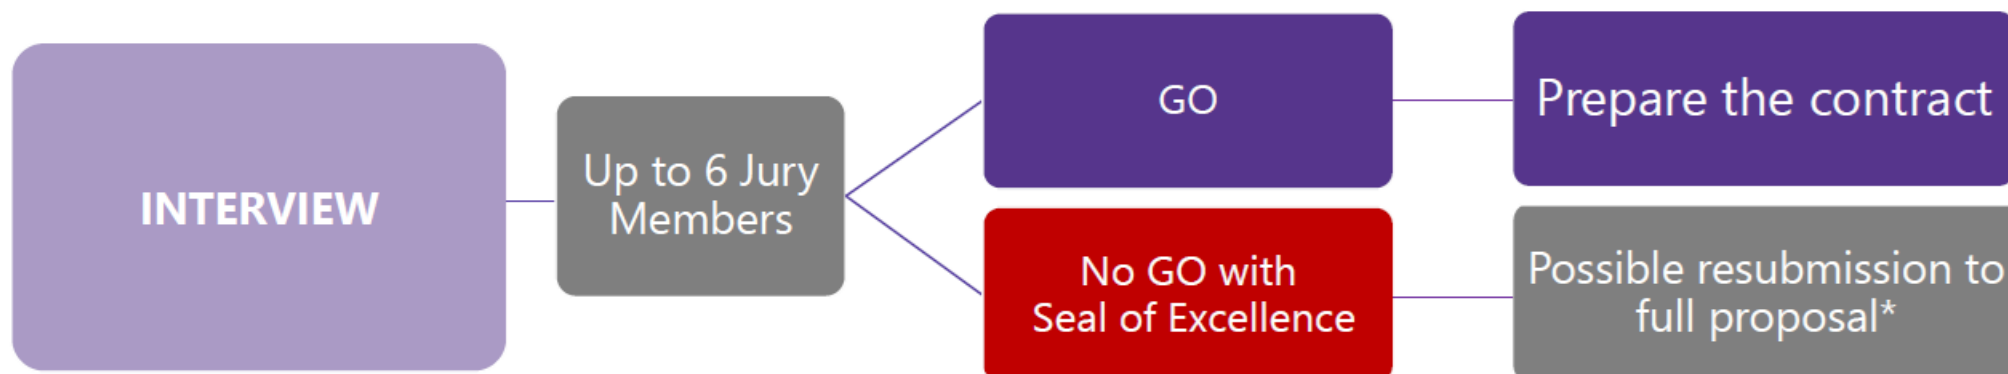 INTERVIEW
Up to 6 Jury
Members
GO
Prepare the contract
No GO with
Seal of Excellence
Possible resubmission to
full proposal*